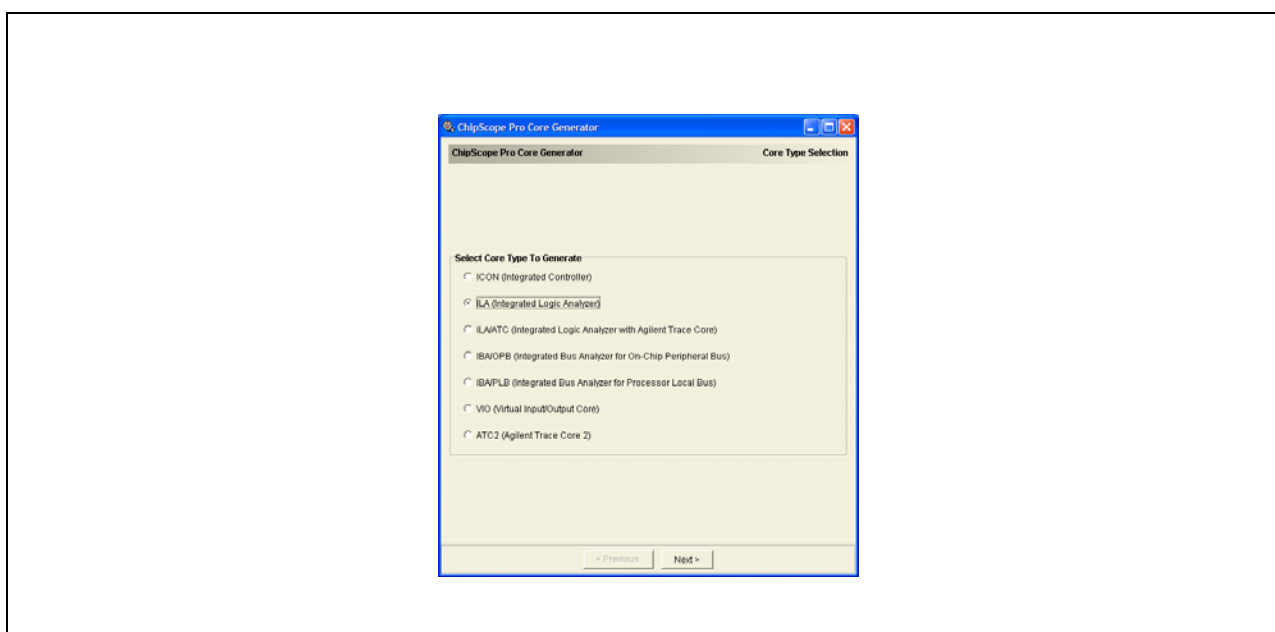 ChipScope Pro Core Generator
ChipScope Pro Core Generator Core Type Selection
Select Core Type To Generate
ICON (Integrated Controller)
ILA (Integrated Logic Analyzer)
ILA/ATC (Integrated Logic Analyzer with Agilent Trace Core)
IBA/OPB (Integrated Bus Analyzer for On-Chip Peripheral Bus)
IBA/PLB (Integrated Bus Analyzer for Processor Local Bus)
VIO (Virtual Input/Output Core)
ATC2 (Agilent Trace Core 2)
< Previous Next >